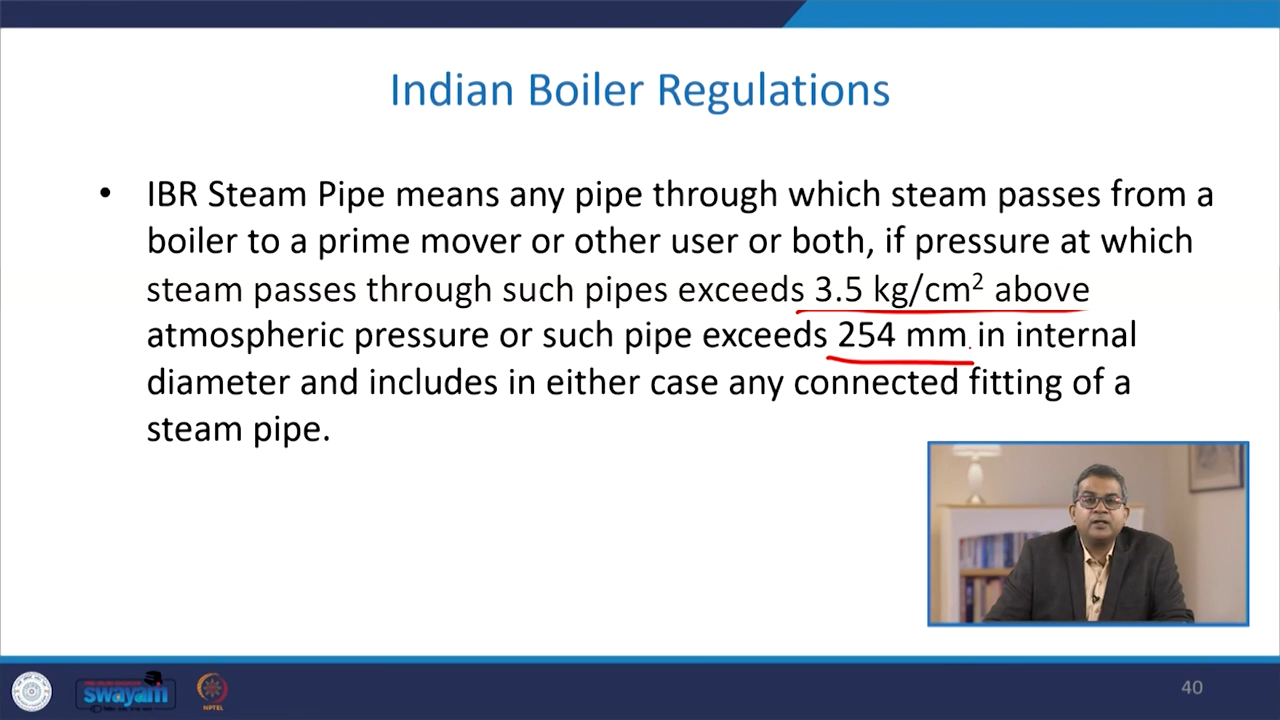 Indian Boiler Regulations
• IBR Steam Pipe means any pipe through which steam passes from a
boiler to a prime mover or other user or both, if pressure at which
steam passes through such pipes exceeds 3.5 kg/cm² above
atmospheric pressure or such pipe exceeds 254 mm in internal
diameter and includes in either case any connected fitting of a
steam pipe.
swayam
NPTEL
40